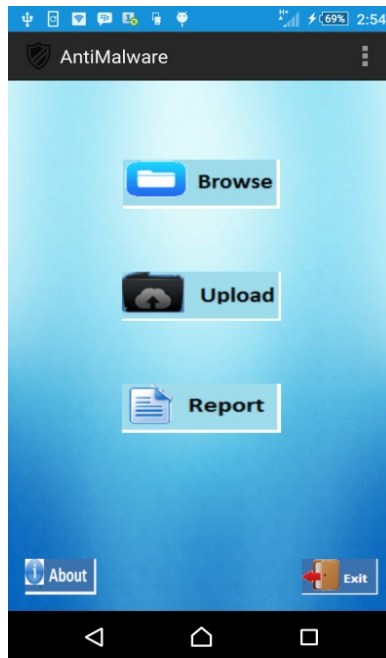 H+ 69% 2:54
AntiMalware
Browse
Upload
Report
About
Exit